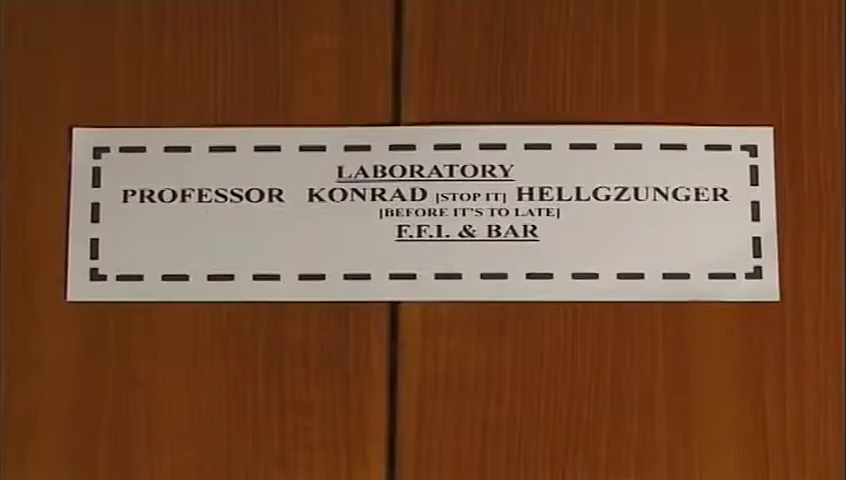 LABORATORY
PROFESSOR KONRAD [STOP IT] HELLGZUNGER
[BEFORE IT'S TO LATE]
F.F.I. & BAR